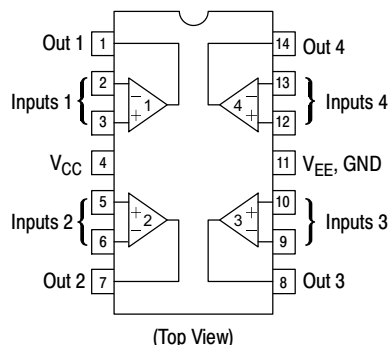 Out 1 1 14 Out 4
Inputs 1 { 2 − 1 − 13 } Inputs 4
3 + 4 + 12
V_CC 4 11 V_EE, GND
Inputs 2 { 5 + 2 + 10 } Inputs 3
6 − 3 − 9
Out 2 7 8 Out 3
(Top View)